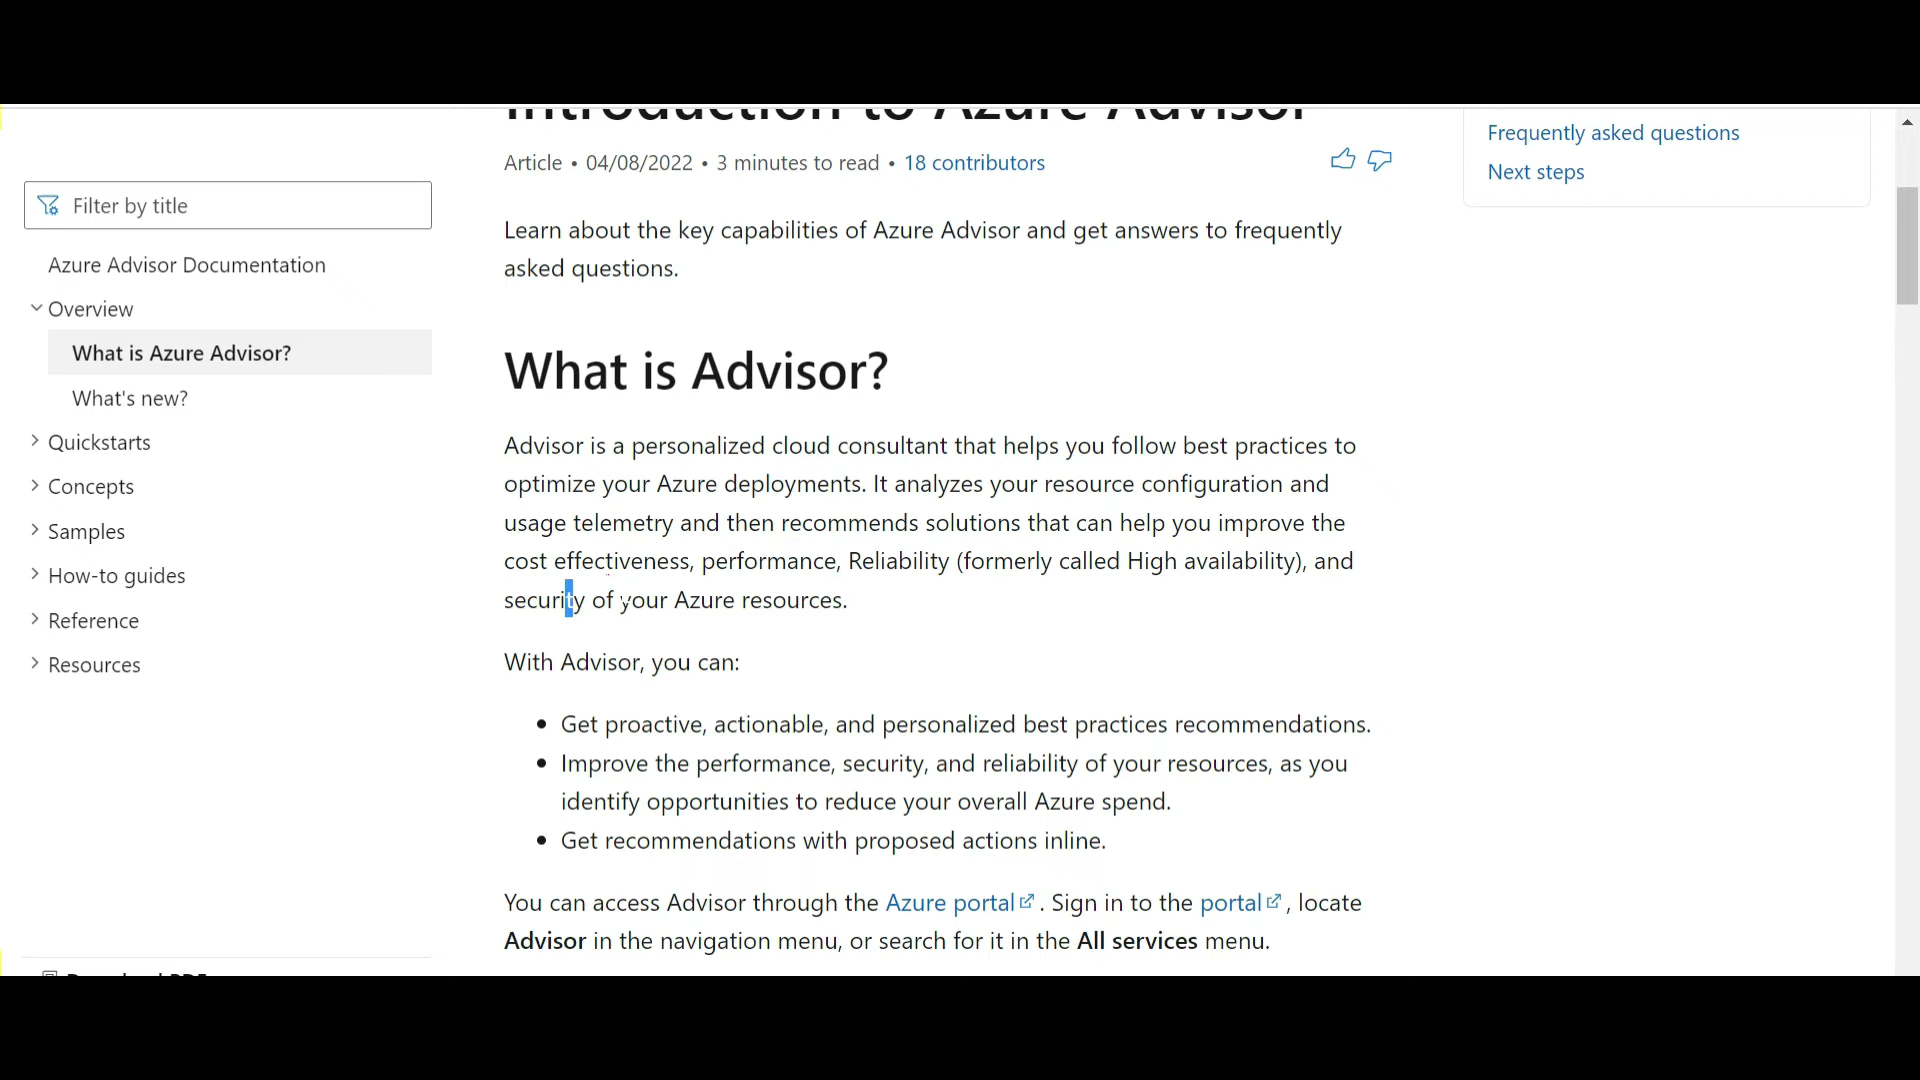 Introduction to Azure Advisor
Article • 04/08/2022 • 3 minutes to read • 18 contributors
Frequently asked questions
Next steps
Filter by title
Azure Advisor Documentation
Overview
What is Azure Advisor?
What's new?
Quickstarts
Concepts
Samples
How-to guides
Reference
Resources
Download PDF
Learn about the key capabilities of Azure Advisor and get answers to frequently
asked questions.
What is Advisor?
Advisor is a personalized cloud consultant that helps you follow best practices to
optimize your Azure deployments. It analyzes your resource configuration and
usage telemetry and then recommends solutions that can help you improve the
cost effectiveness, performance, Reliability (formerly called High availability), and
security of your Azure resources.
With Advisor, you can:
• Get proactive, actionable, and personalized best practices recommendations.
• Improve the performance, security, and reliability of your resources, as you
identify opportunities to reduce your overall Azure spend.
• Get recommendations with proposed actions inline.
You can access Advisor through the Azure portal . Sign in to the portal , locate
Advisor in the navigation menu, or search for it in the All services menu.